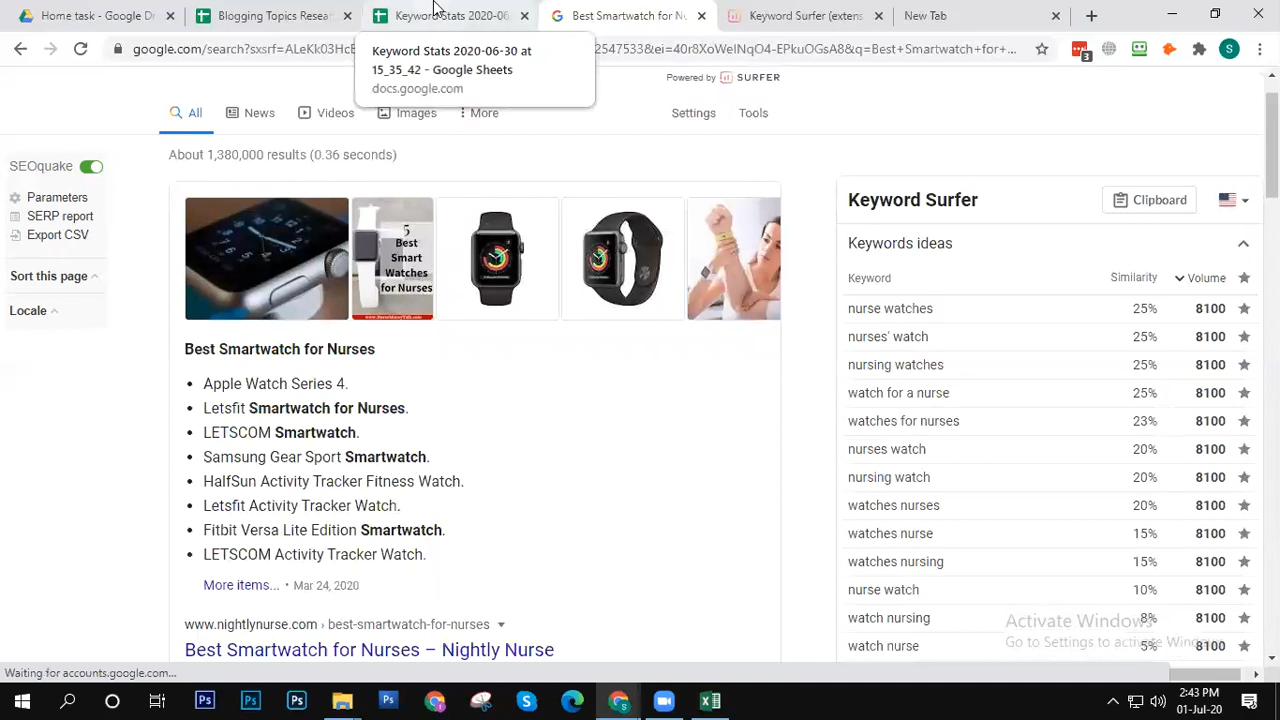 Home task - Google Dr
Blogging Topics Resea
Keyword Stats 2020-06
Best Smartwatch for Nu
Keyword Surfer (exten
New Tab
google.com/search?sxsrf=ALeKk03HcE
2547533&ei=40r8XoWeINqO4-EPkuOGsA8&q=Best+Smartwatch+for+...
3
S
Keyword Stats 2020-06-30 at
15_35_42 - Google Sheets
docs.google.com
Powered by SURFER
All
News
Videos
Images
More
Settings
Tools
About 1,380,000 results (0.36 seconds)
SEOquake
Parameters
SERP report
Export CSV
Sort this page
Locale
5
Best
Smart
Watches
for Nurses
Best Smartwatch for Nurses
• Apple Watch Series 4.
• Letsfit Smartwatch for Nurses.
• LETSCOM Smartwatch.
• Samsung Gear Sport Smartwatch.
• HalfSun Activity Tracker Fitness Watch.
• Letsfit Activity Tracker Watch.
• Fitbit Versa Lite Edition Smartwatch.
• LETSCOM Activity Tracker Watch.
More items... • Mar 24, 2020
www.nightlynurse.com › best-smartwatch-for-nurses
Best Smartwatch for Nurses – Nightly Nurse
Keyword Surfer
Clipboard
Keywords ideas
Keyword Similarity Volume
nurse watches 25% 8100
nurses' watch 25% 8100
nursing watches 25% 8100
watch for a nurse 25% 8100
watches for nurses 23% 8100
nurses watch 20% 8100
nursing watch 20% 8100
watches nurses 20% 8100
watches nurse 15% 8100
watches nursing 15% 8100
nurse watch 10% 8100
watch nursing 8% 8100
watch nurse 5% 8100
Activate Windows
Go to Settings to activate Windows.
Waiting for accounts.google.com...
2:43 PM
01-Jul-20